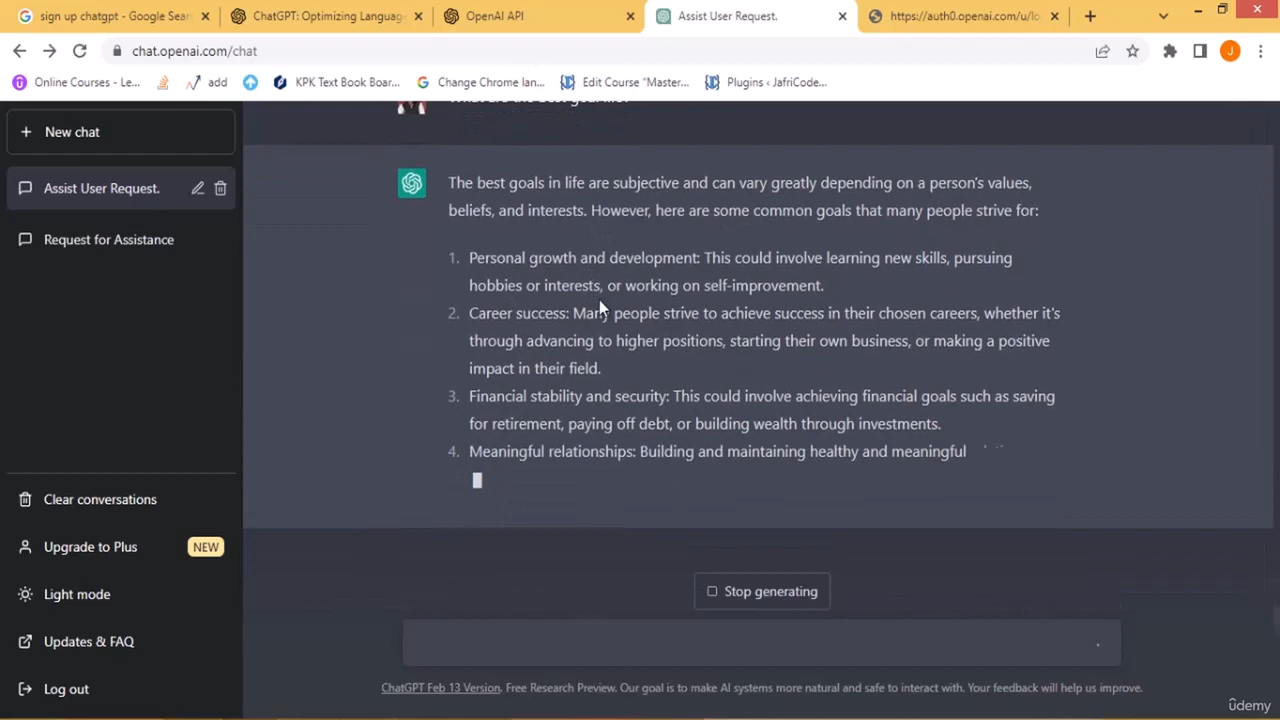 sign up chatgpt - Google Sear
ChatGPT: Optimizing Language
OpenAI API
Assist User Request.
https://auth0.openai.com/u/lo
J
chat.openai.com/chat
Online Courses - Le...
add
KPK Text Book Boar...
Change Chrome lan...
Edit Course "Master...
Plugins ‹ JafriCode...
New chat
Assist User Request.
Request for Assistance
The best goals in life are subjective and can vary greatly depending on a person's values,
beliefs, and interests. However, here are some common goals that many people strive for:
1. Personal growth and development: This could involve learning new skills, pursuing
hobbies or interests, or working on self-improvement.
2. Career success: Many people strive to achieve success in their chosen careers, whether it's
through advancing to higher positions, starting their own business, or making a positive
impact in their field.
3. Financial stability and security: This could involve achieving financial goals such as saving
for retirement, paying off debt, or building wealth through investments.
4. Meaningful relationships: Building and maintaining healthy and meaningful
Stop generating
Clear conversations
Upgrade to Plus NEW
Light mode
Updates & FAQ
Log out
ChatGPT Feb 13 Version. Free Research Preview. Our goal is to make AI systems more natural and safe to interact with. Your feedback will help us improve.
ûdemy